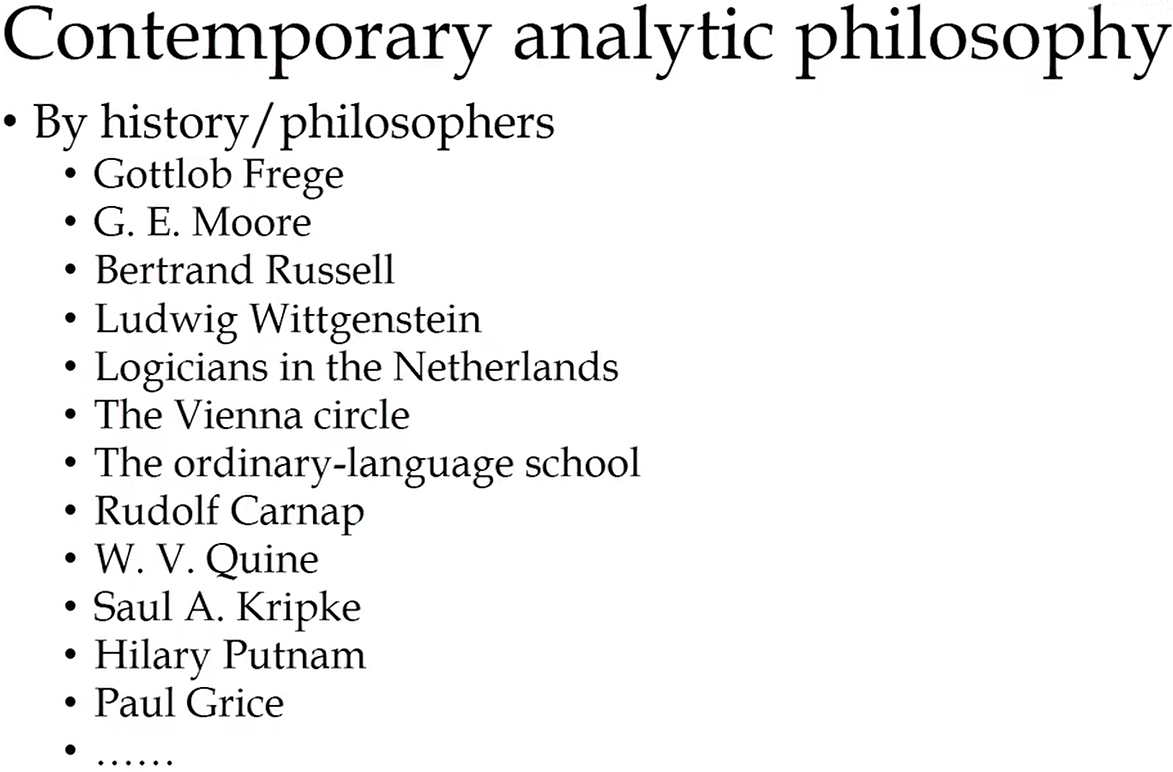 Contemporary analytic philosophy
• By history/philosophers
• Gottlob Frege
• G. E. Moore
• Bertrand Russell
• Ludwig Wittgenstein
• Logicians in the Netherlands
• The Vienna circle
• The ordinary-language school
• Rudolf Carnap
• W. V. Quine
• Saul A. Kripke
• Hilary Putnam
• Paul Grice
• ……